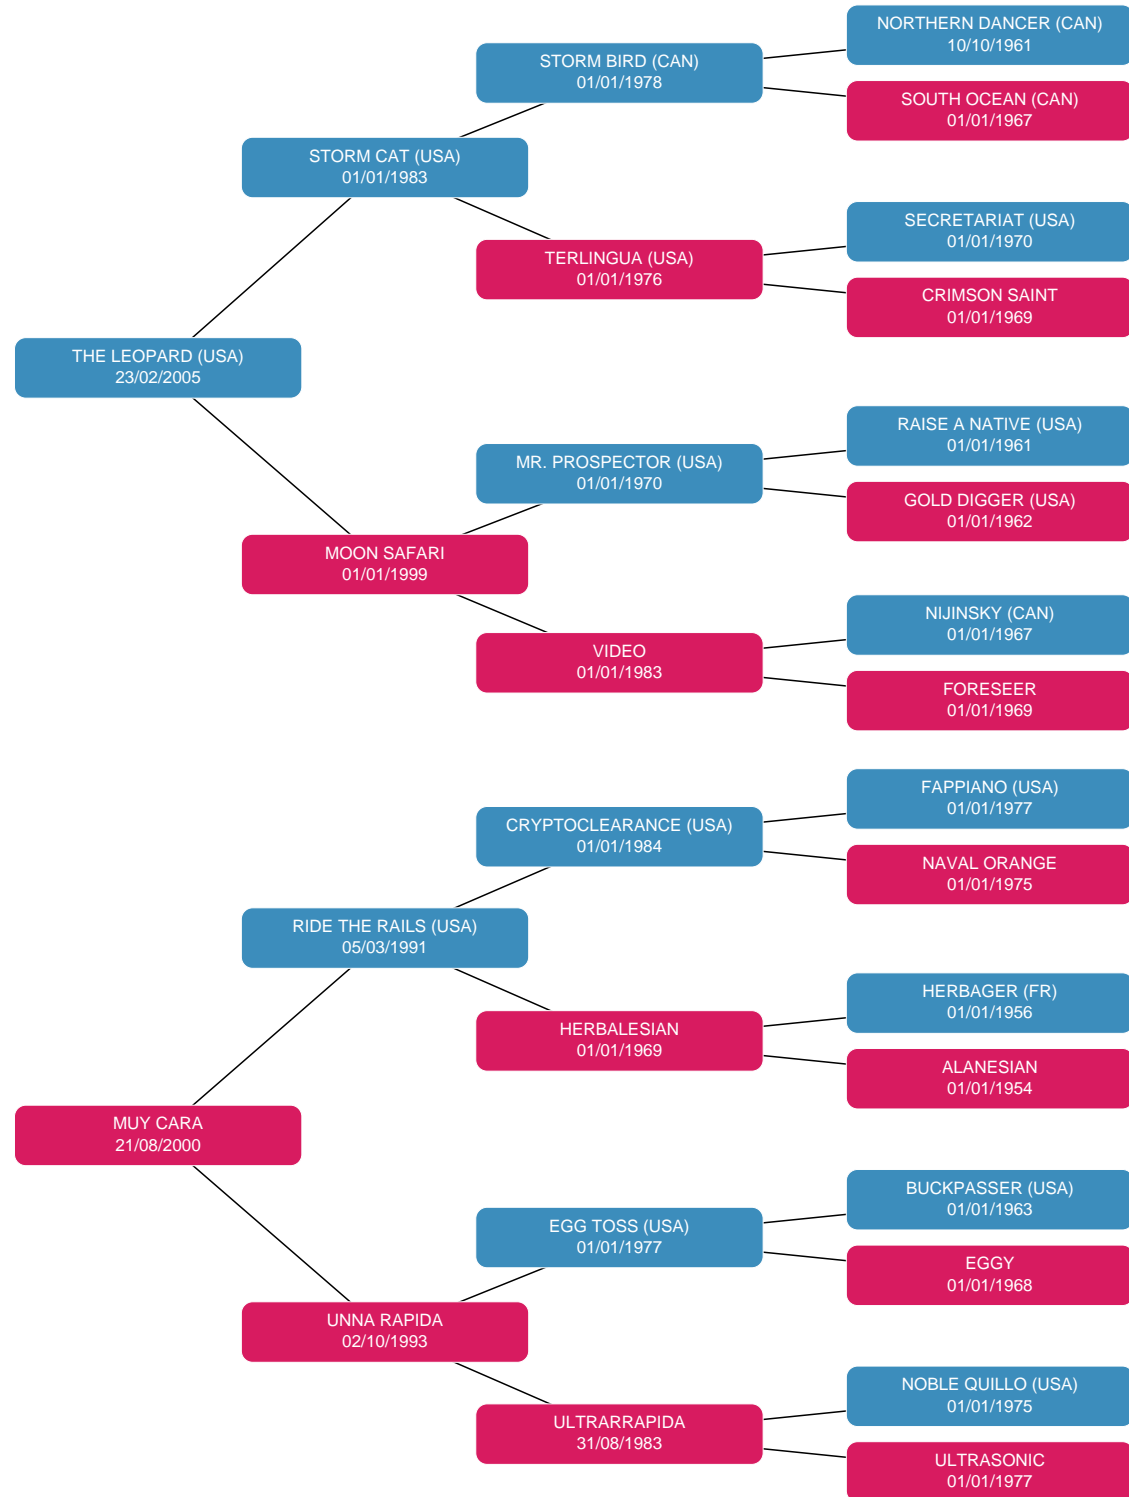 NORTHERN DANCER (CAN)
10/10/1961
STORM BIRD (CAN)
01/01/1978
SOUTH OCEAN (CAN)
01/01/1967
STORM CAT (USA)
01/01/1983
SECRETARIAT (USA)
01/01/1970
TERLINGUA (USA)
01/01/1976
CRIMSON SAINT
01/01/1969
THE LEOPARD (USA)
23/02/2005
RAISE A NATIVE (USA)
01/01/1961
MR. PROSPECTOR (USA)
01/01/1970
GOLD DIGGER (USA)
01/01/1962
MOON SAFARI
01/01/1999
NIJINSKY (CAN)
01/01/1967
VIDEO
01/01/1983
FORESEER
01/01/1969
FAPPIANO (USA)
01/01/1977
CRYPTOCLEARANCE (USA)
01/01/1984
NAVAL ORANGE
01/01/1975
RIDE THE RAILS (USA)
05/03/1991
HERBAGER (FR)
01/01/1956
HERBALESIAN
01/01/1969
ALANESIAN
01/01/1954
MUY CARA
21/08/2000
BUCKPASSER (USA)
01/01/1963
EGG TOSS (USA)
01/01/1977
EGGY
01/01/1968
UNNA RAPIDA
02/10/1993
NOBLE QUILLO (USA)
01/01/1975
ULTRARRAPIDA
31/08/1983
ULTRASONIC
01/01/1977